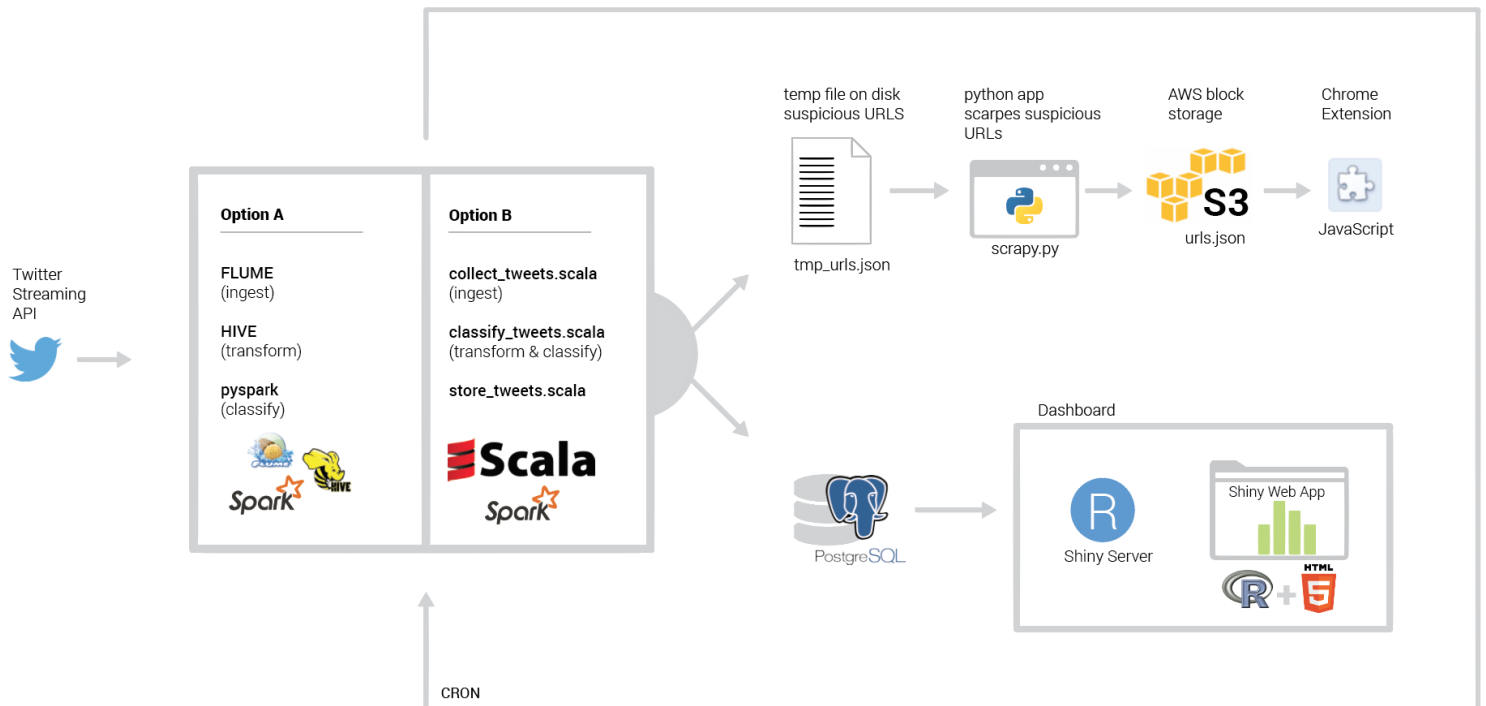 Twitter
Streaming
API
Option A
FLUME
(ingest)
HIVE
(transform)
pyspark
(classify)
HIVE
Spark
Option B
collect_tweets.scala
(ingest)
classify_tweets.scala
(transform & classify)
store_tweets.scala
Scala
Spark
temp file on disk
suspicious URLS
tmp_urls.json
python app
scarpes suspicious
URLs
scrapy.py
AWS block
storage
S3
urls.json
Chrome
Extension
JavaScript
PostgreSQL
Dashboard
R
Shiny Server
Shiny Web App
R
+
HTML
5
CRON